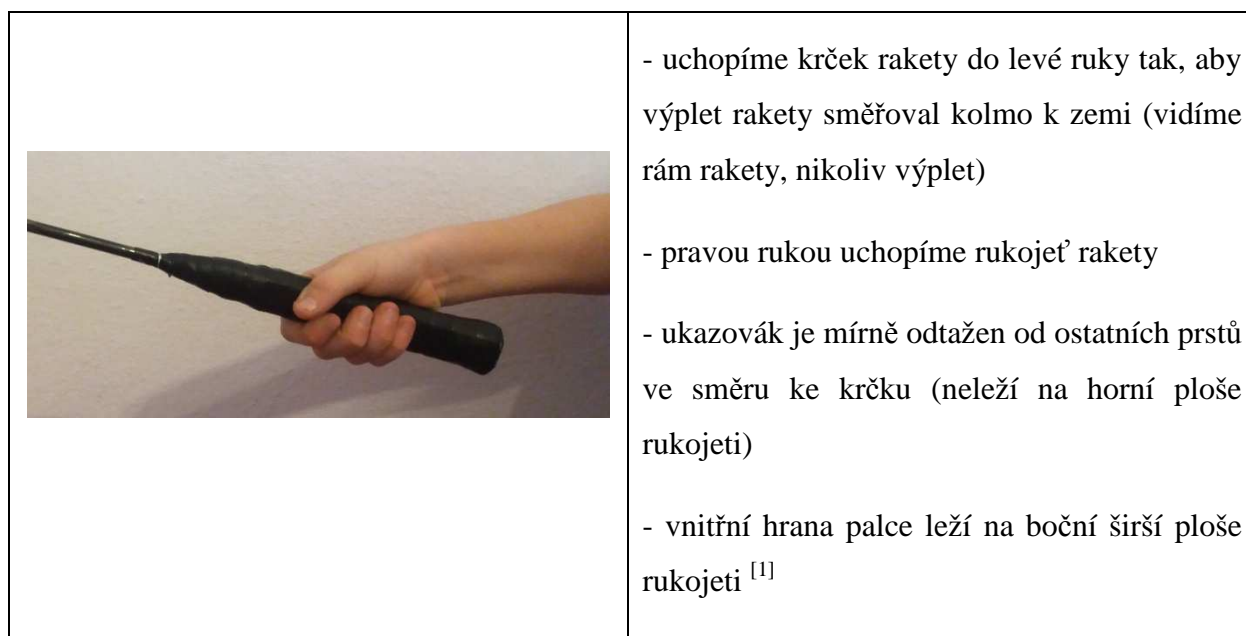 - uchopíme krček rakety do levé ruky tak, aby
výplet rakety směřoval kolmo k zemi (vidíme
rám rakety, nikoliv výplet)
- pravou rukou uchopíme rukojeť rakety
- ukazovák je mírně odtažen od ostatních prstů
ve směru ke krčku (neleží na horní ploše
rukojeti)
- vnitřní hrana palce leží na boční širší ploše
rukojeti [1]